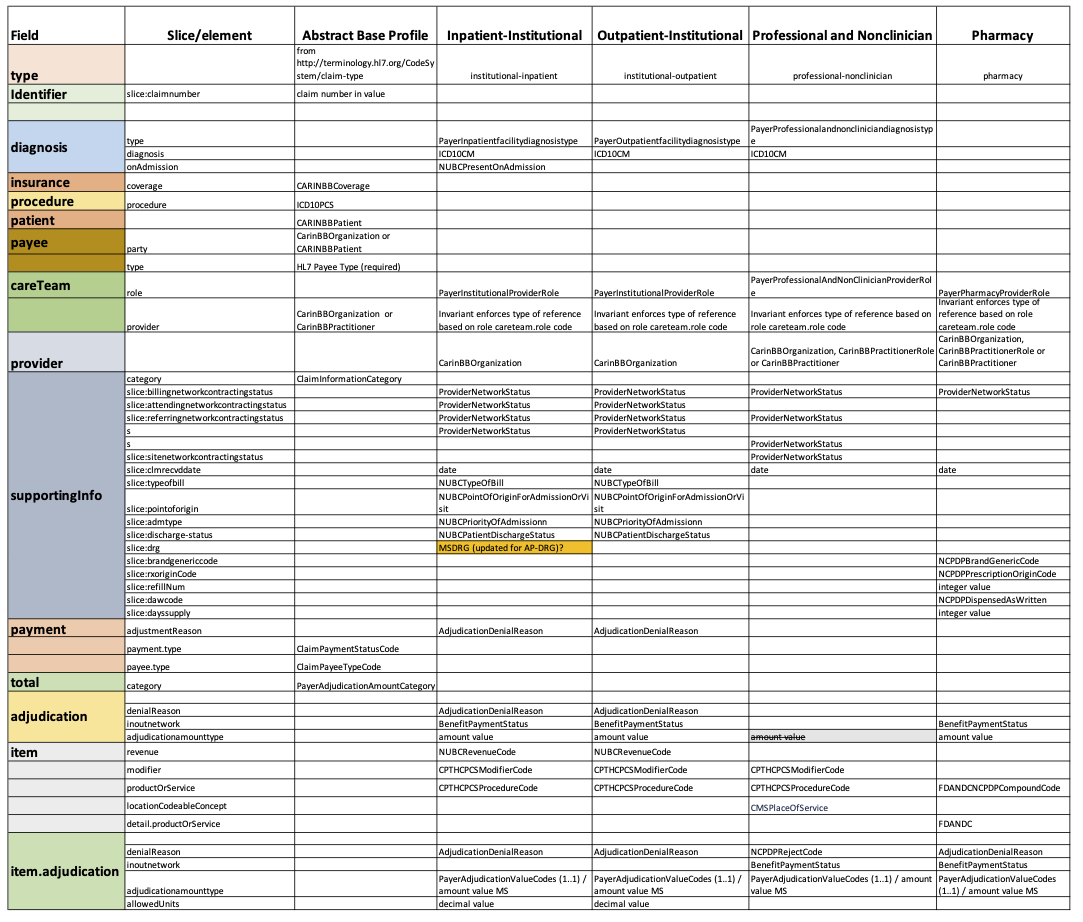 Field Slice/element Abstract Base Profile Inpatient-Institutional Outpatient-Institutional Professional and Nonclinician Pharmacy
from
http://terminology.hl7.org/CodeSy
type stem/claim-type institutional-inpatient institutional-outpatient professional-nonclinician pharmacy
Identifier slice:claimnumber claim number in value
PayerProfessionalandnoncliniciandiagnosistyp
diagnosis type PayerInpatientfacilitydiagnosistype PayerOutpatientfacilitydiagnosistype e
diagnosis ICD10CM ICD10CM ICD10CM
onAdmission NUBCPresentOnAdmission
insurance coverage CARINBBCoverage
procedure procedure ICD10PCS
patient CARINBBPatient
CarinBBOrganization or
payee party CARINBBPatient
type HL7 Payee Type (required)
PayerProfessionalAndNonClinicianProviderRol
careTeam role PayerInstitutionalProviderRole PayerInstitutionalProviderRole e PayerPharmacyProviderRole
Invariant enforces type of
CarinBBOrganization or Invariant enforces type of reference Invariant enforces type of reference Invariant enforces type of reference based on reference based on role
provider CarinBBPractitioner based on role careteam.role code based on role careteam.role code role careteam.role code careteam.role code
CarinBBOrganization,
CarinBBOrganization, CarinBBPractitionerRole CarinBBPractitionerRole or
provider CarinBBOrganization CarinBBOrganization or CarinBBPractitioner CarinBBPractitioner
category ClaimInformationCategory
slice:billingnetworkcontractingstatus ProviderNetworkStatus ProviderNetworkStatus ProviderNetworkStatus ProviderNetworkStatus
slice:attendingnetworkcontractingstatus ProviderNetworkStatus ProviderNetworkStatus
slice:referringnetworkcontractingstatus ProviderNetworkStatus ProviderNetworkStatus ProviderNetworkStatus
s ProviderNetworkStatus ProviderNetworkStatus
s ProviderNetworkStatus
slice:sitenetworkcontractingstatus ProviderNetworkStatus
slice:clmrecvddate date date date date
slice:typeofbill NUBCTypeOfBill NUBCTypeOfBill
supportingInfo NUBCPointOfOriginForAdmissionOrVi NUBCPointOfOriginForAdmissionOrVi
slice:pointoforigin sit sit
slice:admtype NUBCPriorityOfAdmissionn NUBCPriorityOfAdmissionn
slice:discharge-status NUBCPatientDischargeStatus NUBCPatientDischargeStatus
slice:drg MSDRG (updated for AP-DRG)?
slice:brandgenericcode NCPDPBrandGenericCode
slice:rxoriginCode NCPDPPrescriptionOriginCode
slice:refillNum integer value
slice:dawcode NCPDPDispensedAsWritten
slice:dayssupply integer value
payment adjustmentReason AdjudicationDenialReason AdjudicationDenialReason
payment.type ClaimPaymentStatusCode
payee.type ClaimPayeeTypeCode
total category PayerAdjudicationAmountCategory
denialReason AdjudicationDenialReason AdjudicationDenialReason
adjudication inoutnetwork BenefitPaymentStatus BenefitPaymentStatus BenefitPaymentStatus
adjudicationamounttype amount value amount value amount value amount value
item revenue NUBCRevenueCode NUBCRevenueCode
modifier CPTHCPCSModifierCode CPTHCPCSModifierCode CPTHCPCSModifierCode
productOrService CPTHCPCSProcedureCode CPTHCPCSProcedureCode CPTHCPCSProcedureCode FDANDCNCPDPCompoundCode
locationCodeableConcept CMSPlaceOfService
detail.productOrService FDANDC
denialReason AdjudicationDenialReason AdjudicationDenialReason NCPDPRejectCode AdjudicationDenialReason
item.adjudication inoutnetwork BenefitPaymentStatus BenefitPaymentStatus
PayerAdjudicationValueCodes (1..1) / PayerAdjudicationValueCodes (1..1) / PayerAdjudicationValueCodes (1..1) / amount PayerAdjudicationValueCodes
adjudicationamounttype amount value MS amount value MS value MS (1..1) / amount value MS
allowedUnits decimal value decimal value